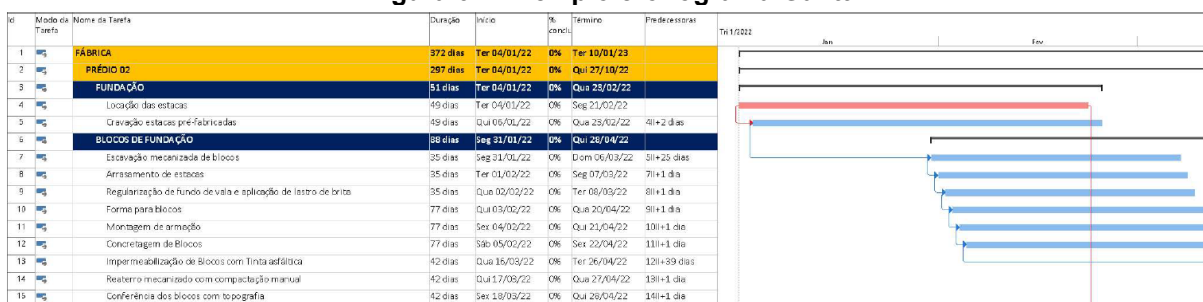 Id Modo da Tarefa Nome da Tarefa Duração Início % conclu Término Predecessoras
Tri 1/2022
Jan Fev
1 FÁBRICA 372 dias Ter 04/01/22 0% Ter 10/01/23
2 PRÉDIO 02 297 dias Ter 04/01/22 0% Qui 27/10/22
3 FUNDAÇÃO 51 dias Ter 04/01/22 0% Qua 23/02/22
4 Locação das estacas 49 dias Ter 04/01/22 0% Seg 21/02/22
5 Cravação estacas pré-fabricadas 49 dias Qui 06/01/22 0% Qua 23/02/22 4II+2 dias
6 BLOCOS DE FUNDAÇÃO 88 dias Seg 31/01/22 0% Qui 28/04/22
7 Escavação mecanizada de blocos 35 dias Seg 31/01/22 0% Dom 06/03/22 5II+25 dias
8 Arrasamento de estacas 35 dias Ter 01/02/22 0% Seg 07/03/22 7II+1 dia
9 Regularização de fundo de vala e aplicação de lastro de brita 35 dias Qua 02/02/22 0% Ter 08/03/22 8II+1 dia
10 Forma para blocos 77 dias Qui 03/02/22 0% Qua 20/04/22 9II+1 dia
11 Montagem de armação 77 dias Sex 04/02/22 0% Qui 21/04/22 10II+1 dia
12 Concretagem de Blocos 77 dias Sáb 05/02/22 0% Sex 22/04/22 11II+1 dia
13 Impermeabilização de Blocos com Tinta asfáltica 42 dias Qua 16/03/22 0% Ter 26/04/22 12II+39 dias
14 Reaterro mecanizado com compactação manual 42 dias Qui 17/03/22 0% Qua 27/04/22 13II+1 dia
15 Conferência dos blocos com topografia 42 dias Sex 18/03/22 0% Qui 28/04/22 14II+1 dia